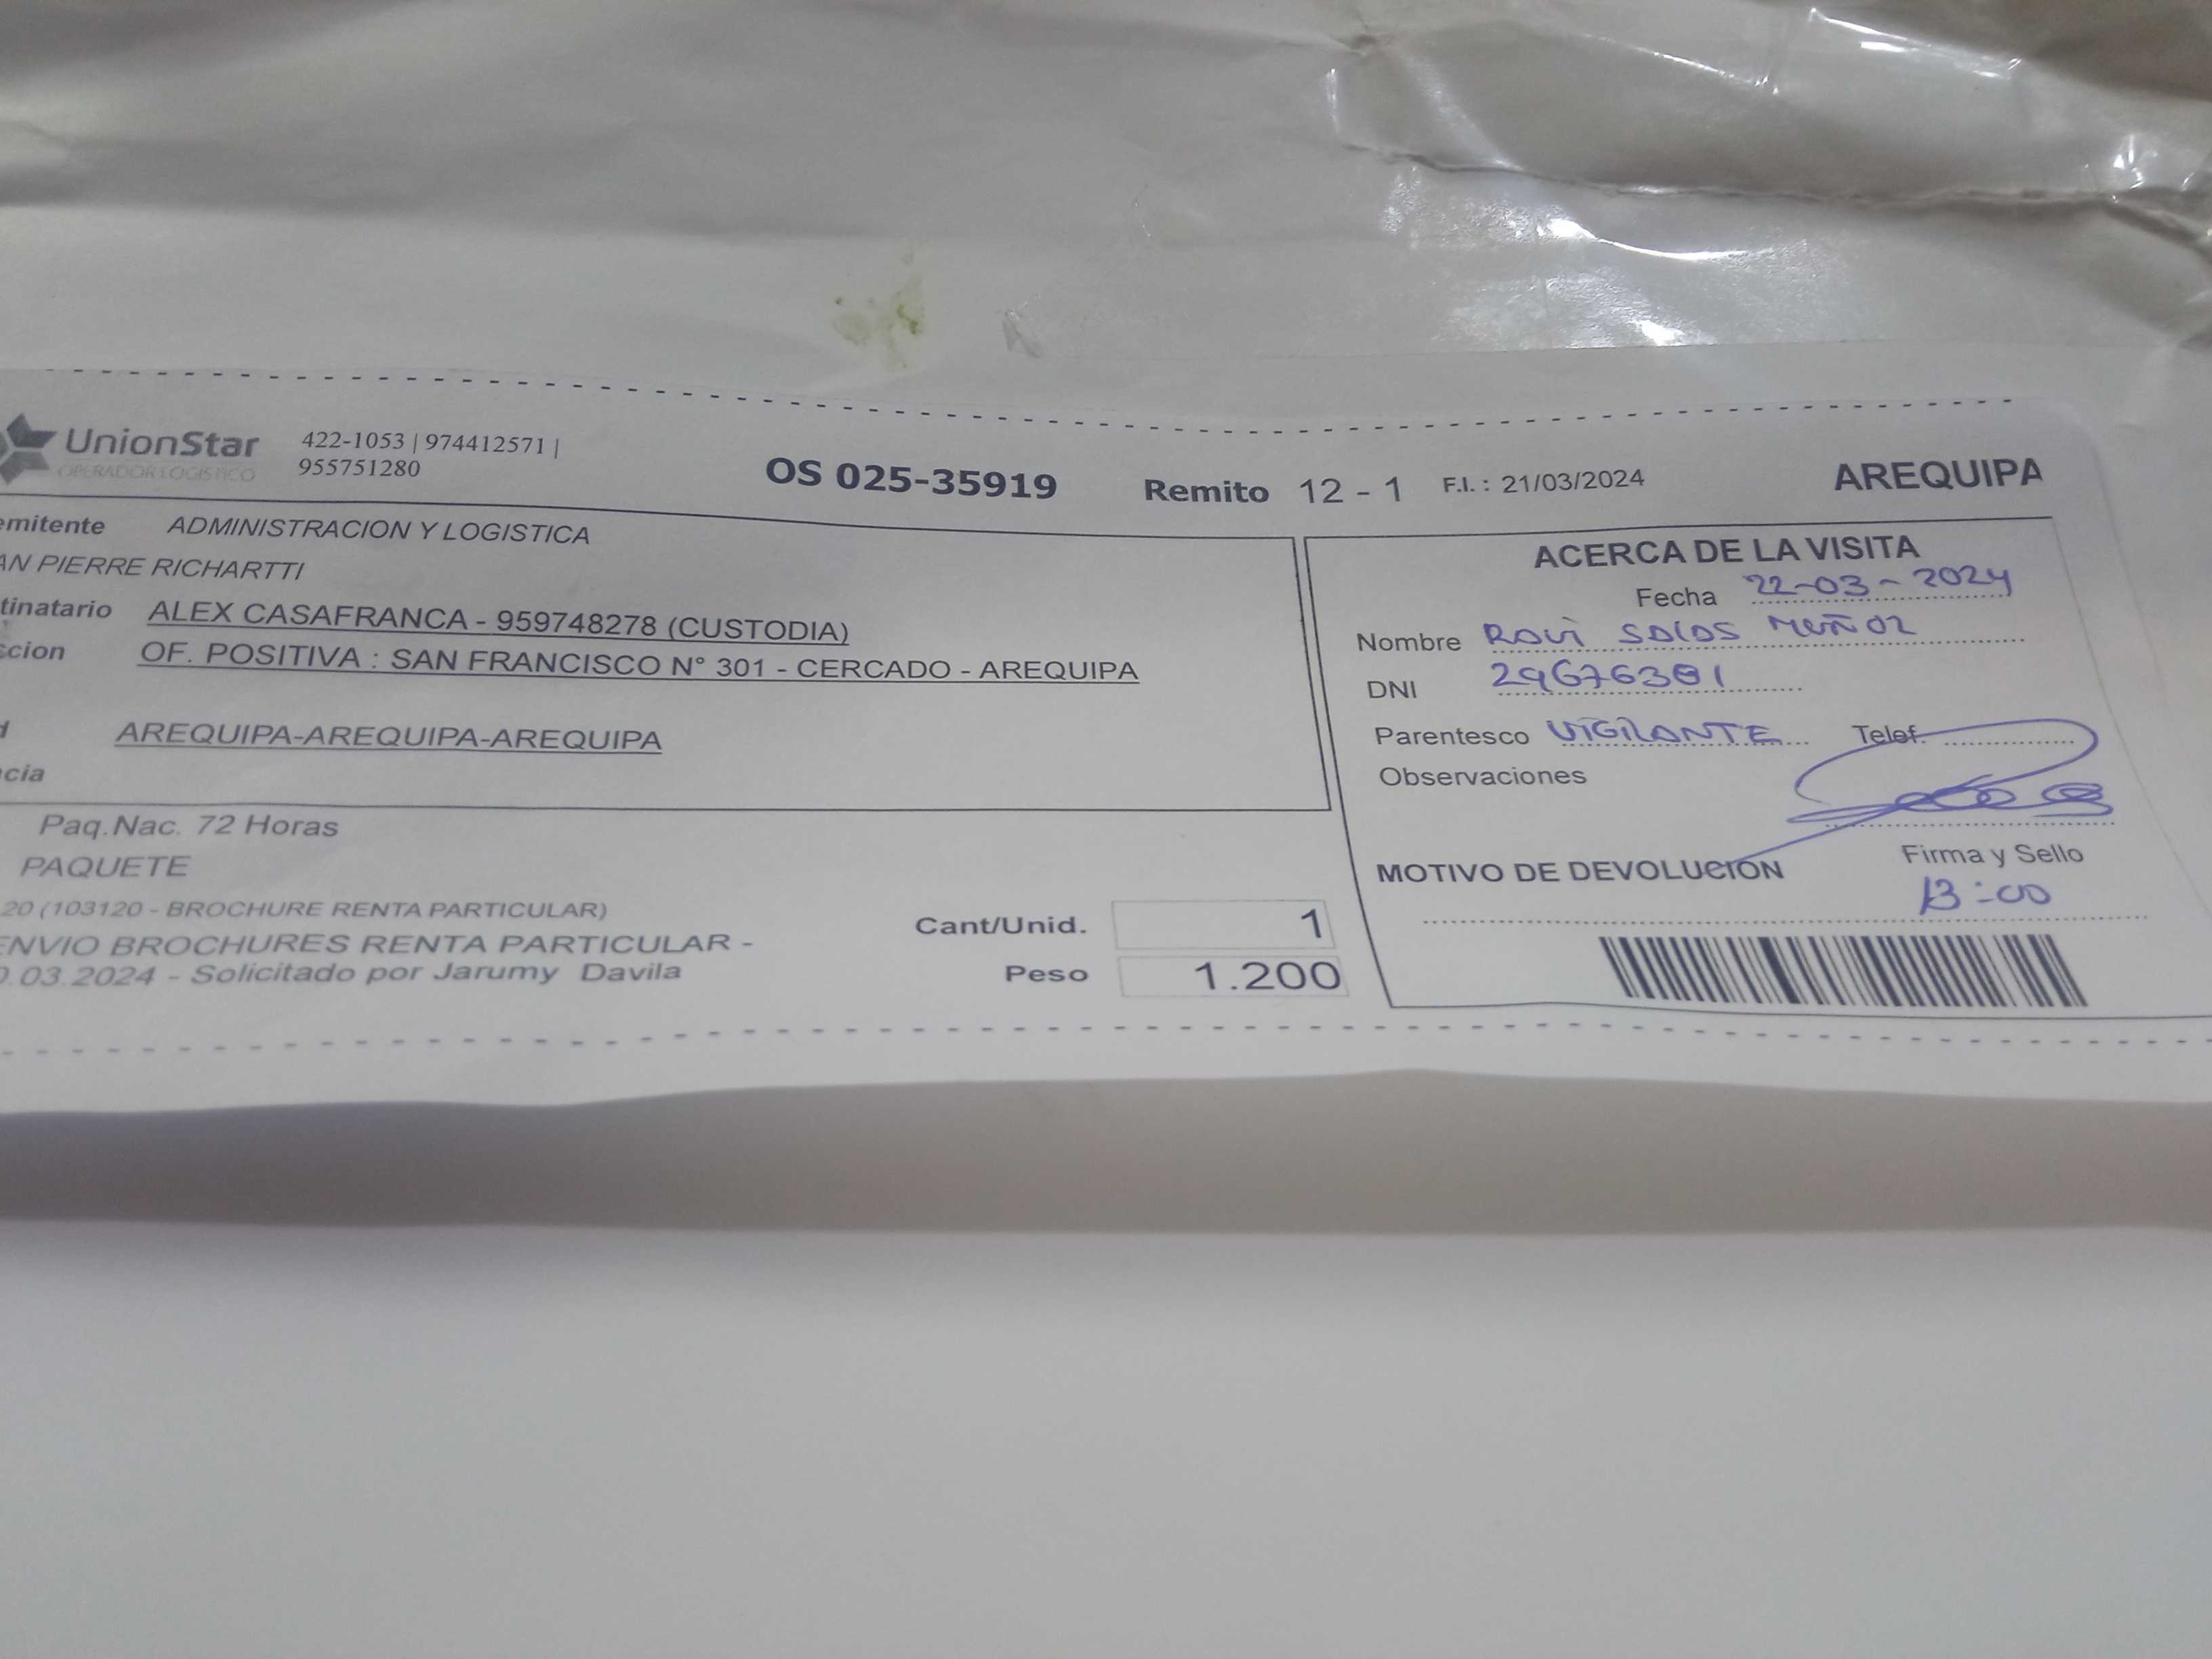 UnionStar
OPERADOR LOGISTICO
422-1053 | 974412571 |
955751280
OS 025-35919
Remito 12 - 1
F.I. : 21/03/2024
AREQUIPA
emitente ADMINISTRACION Y LOGISTICA
AN PIERRE RICHARTTI
tinatario ALEX CASAFRANCA - 959748278 (CUSTODIA)
ccion OF. POSITIVA : SAN FRANCISCO N° 301 - CERCADO - AREQUIPA
d AREQUIPA-AREQUIPA-AREQUIPA
cia
Paq.Nac. 72 Horas
PAQUETE
20 (103120 - BROCHURE RENTA PARTICULAR)
ENVIO BROCHURES RENTA PARTICULAR -
0.03.2024 - Solicitado por Jarumy Davila
Cant/Unid. 1
Peso 1.200
ACERCA DE LA VISITA
Fecha 22-03-2024
Nombre MUÑOZ
DNI 29676381
Parentesco VIGILANTE Telef.
Observaciones
Firma y Sello
MOTIVO DE DEVOLUCIÓN
13:00